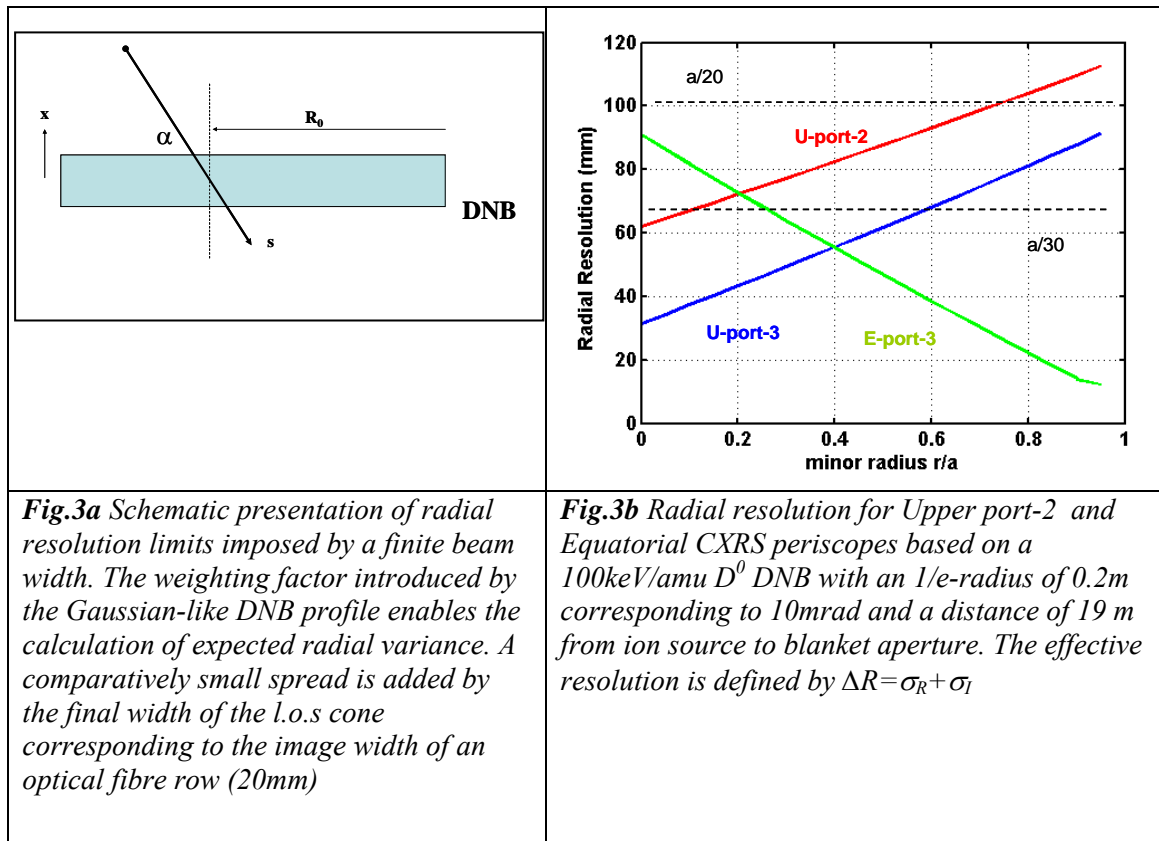 x
α
R₀
DNB
s
120
100
80
60
40
20
0
Radial Resolution (mm)
a/20
U-port-2
a/30
U-port-3
E-port-3
0
0.2
0.4
0.6
0.8
1
minor radius r/a
Fig.3a Schematic presentation of radial
resolution limits imposed by a finite beam
width. The weighting factor introduced by
the Gaussian-like DNB profile enables the
calculation of expected radial variance. A
comparatively small spread is added by
the final width of the l.o.s cone
corresponding to the image width of an
optical fibre row (20mm)
Fig.3b Radial resolution for Upper port-2 and
Equatorial CXRS periscopes based on a
100keV/amu D⁰ DNB with an 1/e-radius of 0.2m
corresponding to 10mrad and a distance of 19 m
from ion source to blanket aperture. The effective
resolution is defined by ΔR=σR+σI